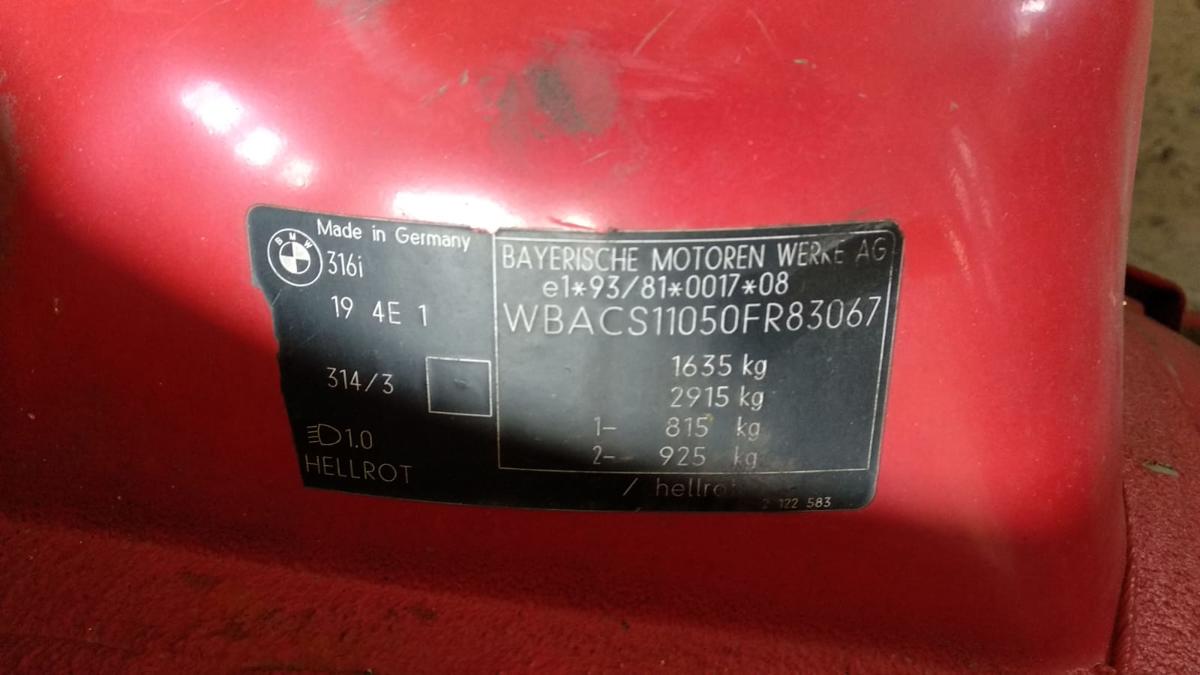 BMW
Made in Germany
316i
19 4E 1
314/3
1.0
HELLROT
BAYERISCHE MOTOREN WERKE AG
e1*93/81*0017*08
WBACS11050FR83067
1635 kg
2915 kg
1- 815 kg
2- 925 kg
/ hellrot
2 122 583